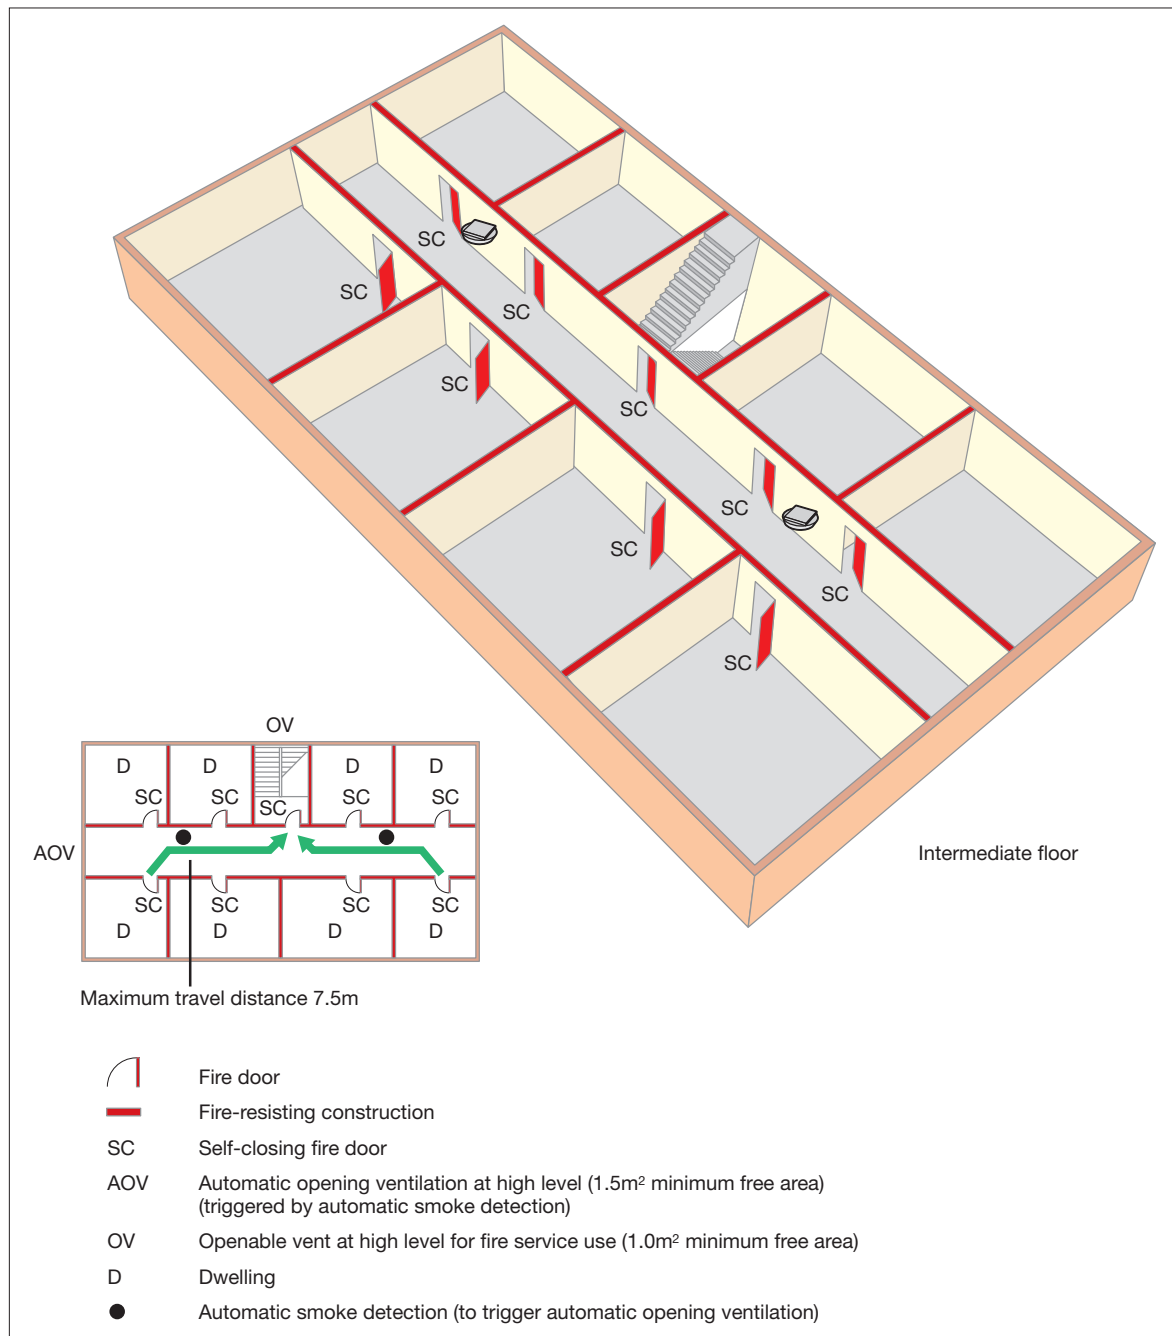 SC
SC
SC
SC
SC
SC
SC
SC
SC
Intermediate floor
OV
D D D D
SC SC SC SC SC
AOV
SC SC SC SC
D D D D
Maximum travel distance 7.5m
Fire door
Fire-resisting construction
SC Self-closing fire door
AOV Automatic opening ventilation at high level (1.5m² minimum free area)
(triggered by automatic smoke detection)
OV Openable vent at high level for fire service use (1.0m² minimum free area)
D Dwelling
Automatic smoke detection (to trigger automatic opening ventilation)